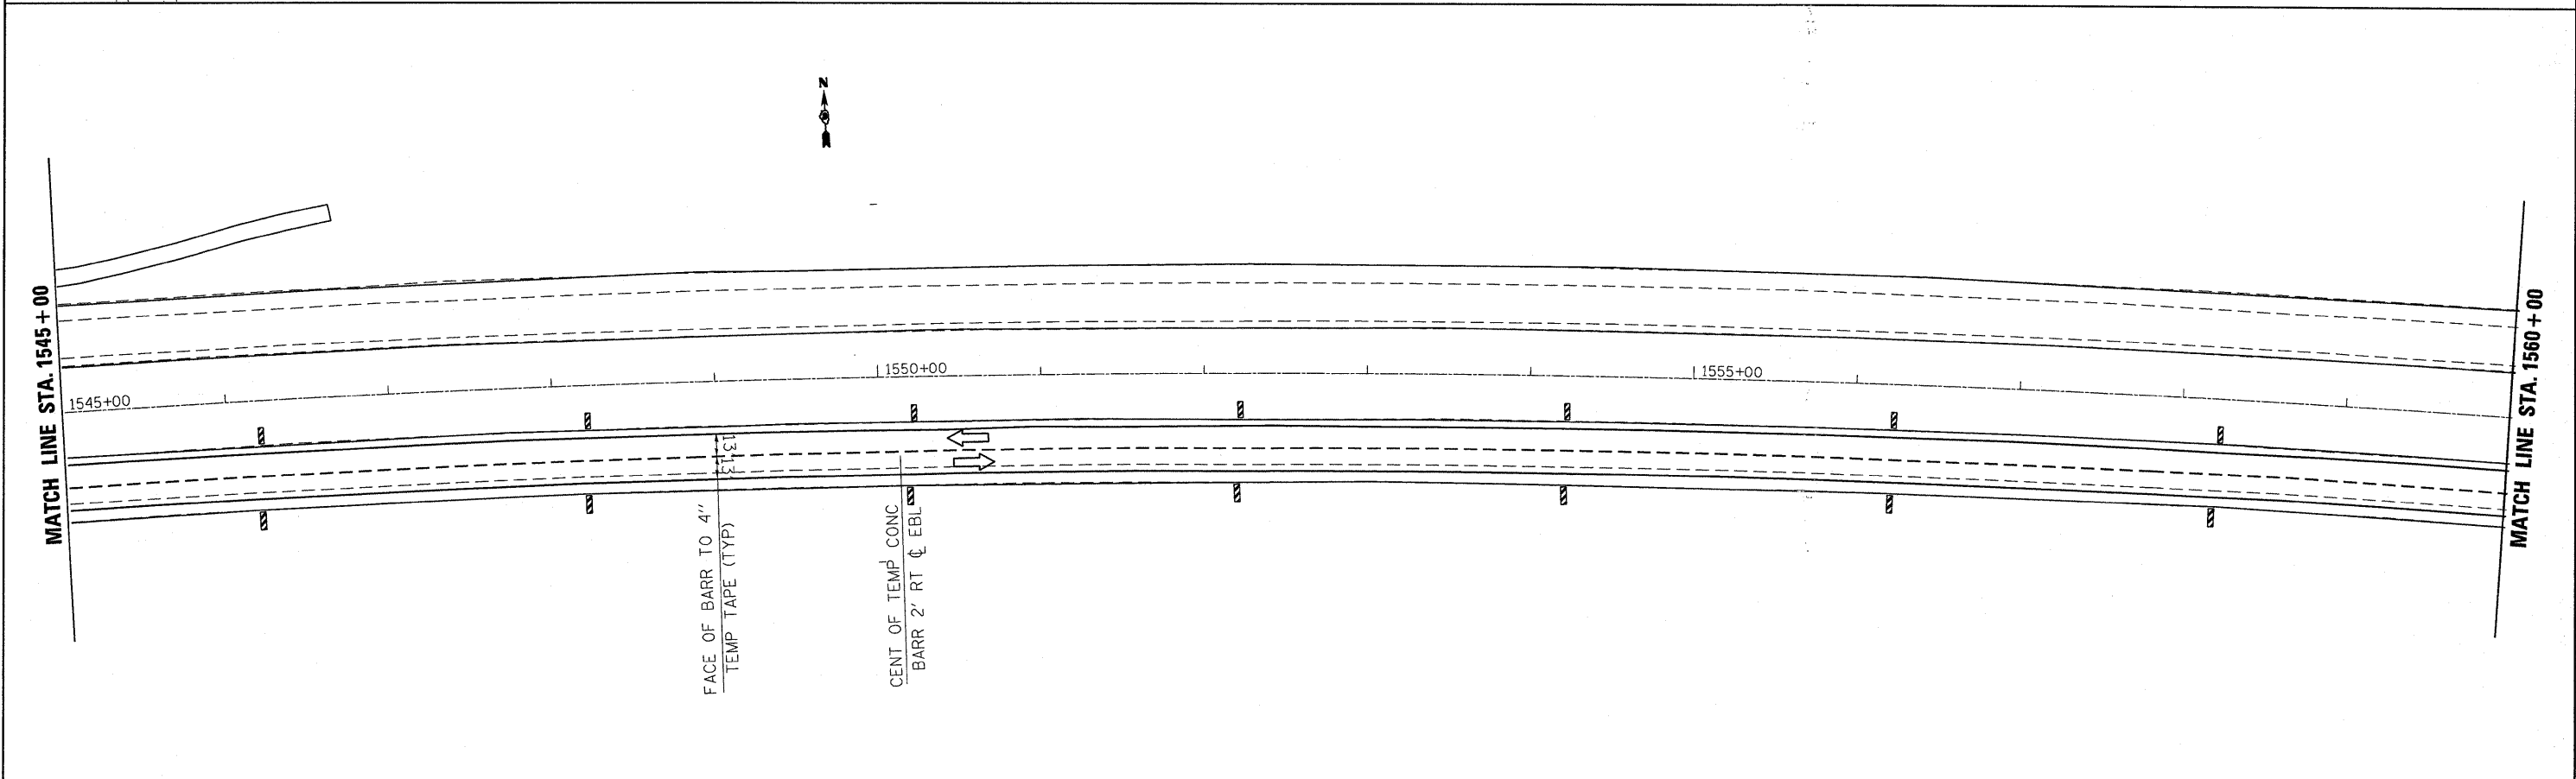 N
MATCH LINE STA. 1545+00
1545+00
1550+00
1555+00
MATCH LINE STA. 1560+00
13'
13'
FACE OF BARR TO 4"
TEMP TAPE (TYP)
CENT OF TEMP CONC
BARR 2' RT ℄ EBL